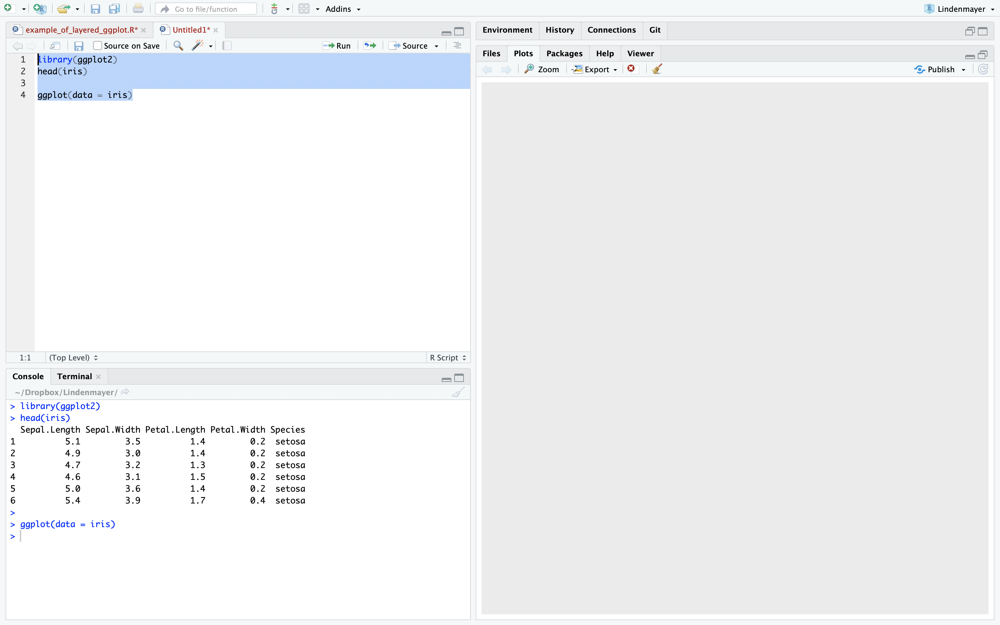 Go to file/function
Addins
Lindenmayer
example_of_layered_ggplot.R*
Untitled1*
Source on Save
Run
Source
1 library(ggplot2)
2 head(iris)
3
4 ggplot(data = iris)
1:1
(Top Level)
R Script
Console
Terminal
~/Dropbox/Lindenmayer/
> library(ggplot2)
> head(iris)
  Sepal.Length Sepal.Width Petal.Length Petal.Width Species
1          5.1         3.5          1.4         0.2  setosa
2          4.9         3.0          1.4         0.2  setosa
3          4.7         3.2          1.3         0.2  setosa
4          4.6         3.1          1.5         0.2  setosa
5          5.0         3.6          1.4         0.2  setosa
6          5.4         3.9          1.7         0.4  setosa
>
> ggplot(data = iris)
>
Environment
History
Connections
Git
Files
Plots
Packages
Help
Viewer
Zoom
Export
Publish